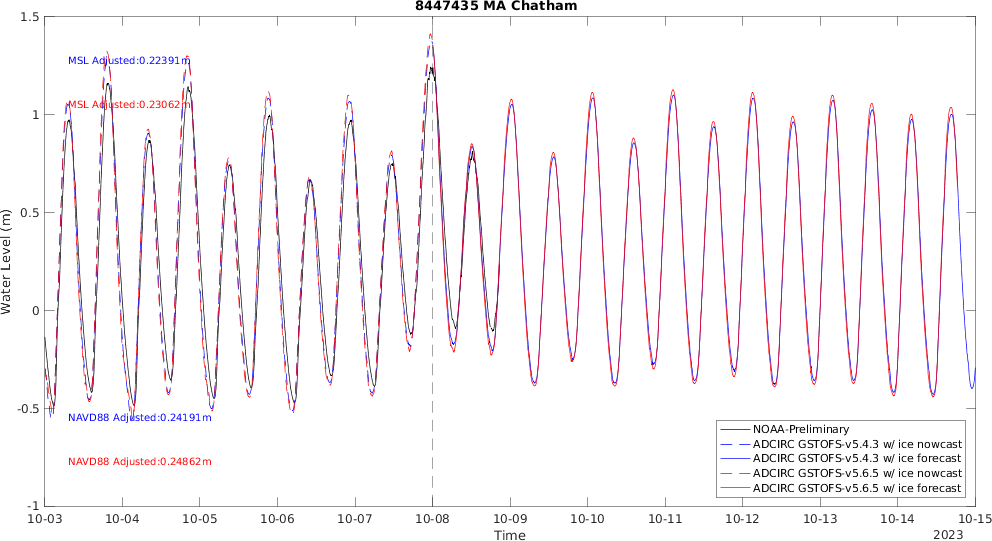 8447435 MA Chatham
1.5
1
0.5
0
-0.5
-1
Water Level (m)
MSL Adjusted:0.22391m
MSL Adjusted:0.23062m
NAVD88 Adjusted:0.24191m
NAVD88 Adjusted:0.24862m
NOAA-Preliminary
ADCIRC GSTOFS-v5.4.3 w/ ice nowcast
ADCIRC GSTOFS-v5.4.3 w/ ice forecast
ADCIRC GSTOFS-v5.6.5 w/ ice nowcast
ADCIRC GSTOFS-v5.6.5 w/ ice forecast
10-03 10-04 10-05 10-06 10-07 10-08 10-09 10-10 10-11 10-12 10-13 10-14 10-15
Time
2023